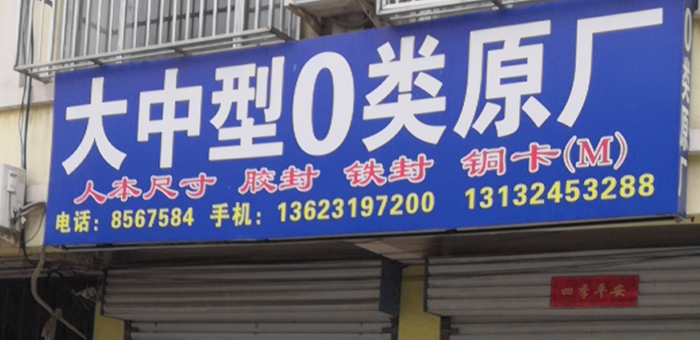 大中型0类原厂
人本尺寸 胶封 铁封 铜卡(M)
电话：8567584 手机：13623197200 13132453288
四季平安